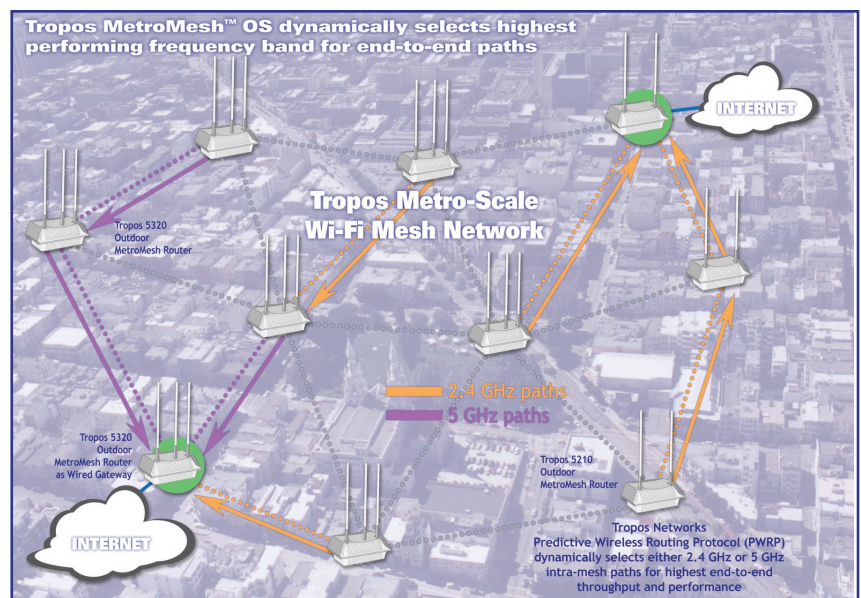 Tropos MetroMesh™ OS dynamically selects highest
performing frequency band for end-to-end paths
INTERNET
Tropos Metro-Scale
Wi-Fi Mesh Network
Tropos 5320
Outdoor
MetroMesh Router
2.4 GHz paths
5 GHz paths
Tropos 5320
Outdoor
MetroMesh Router
as Wired Gateway
Tropos 5210
Outdoor
MetroMesh Router
INTERNET
Tropos Networks
Predictive Wireless Routing Protocol (PWRP)
dynamically selects either 2.4 GHz or 5 GHz
intra-mesh paths for highest end-to-end
throughput and performance